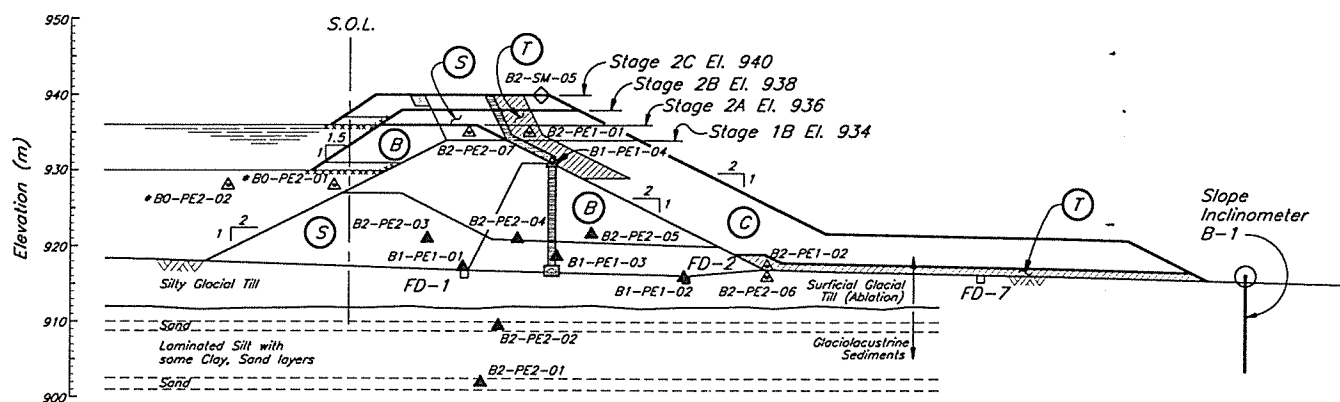 950
940
930
920
910
900
Elevation (m)
S.O.L.
S
T
B2-SM-05
Stage 2C El. 940
Stage 2B El. 938
Stage 2A El. 936
Stage 1B El. 934
1.5
1
B
S
B2-PE1-01
B2-PE2-07
B1-PE1-04
*B0-PE2-01
*B0-PE2-02
2
1
2
1
2
1
S
B2-PE2-03
B2-PE2-04
B
B2-PE2-05
C
T
Slope
Inclinometer
B-1
B1-PE1-01
B1-PE1-03
FD-2
B2-PE1-02
Silty Glacial Till
FD-1
B1-PE1-02
B2-PE2-06
Surficial Glacial
Till (Ablation)
FD-7
Sand
B2-PE2-02
Laminated Silt with
some Clay, Sand layers
Glaciolacustrine
Sediments
B2-PE2-01
Sand